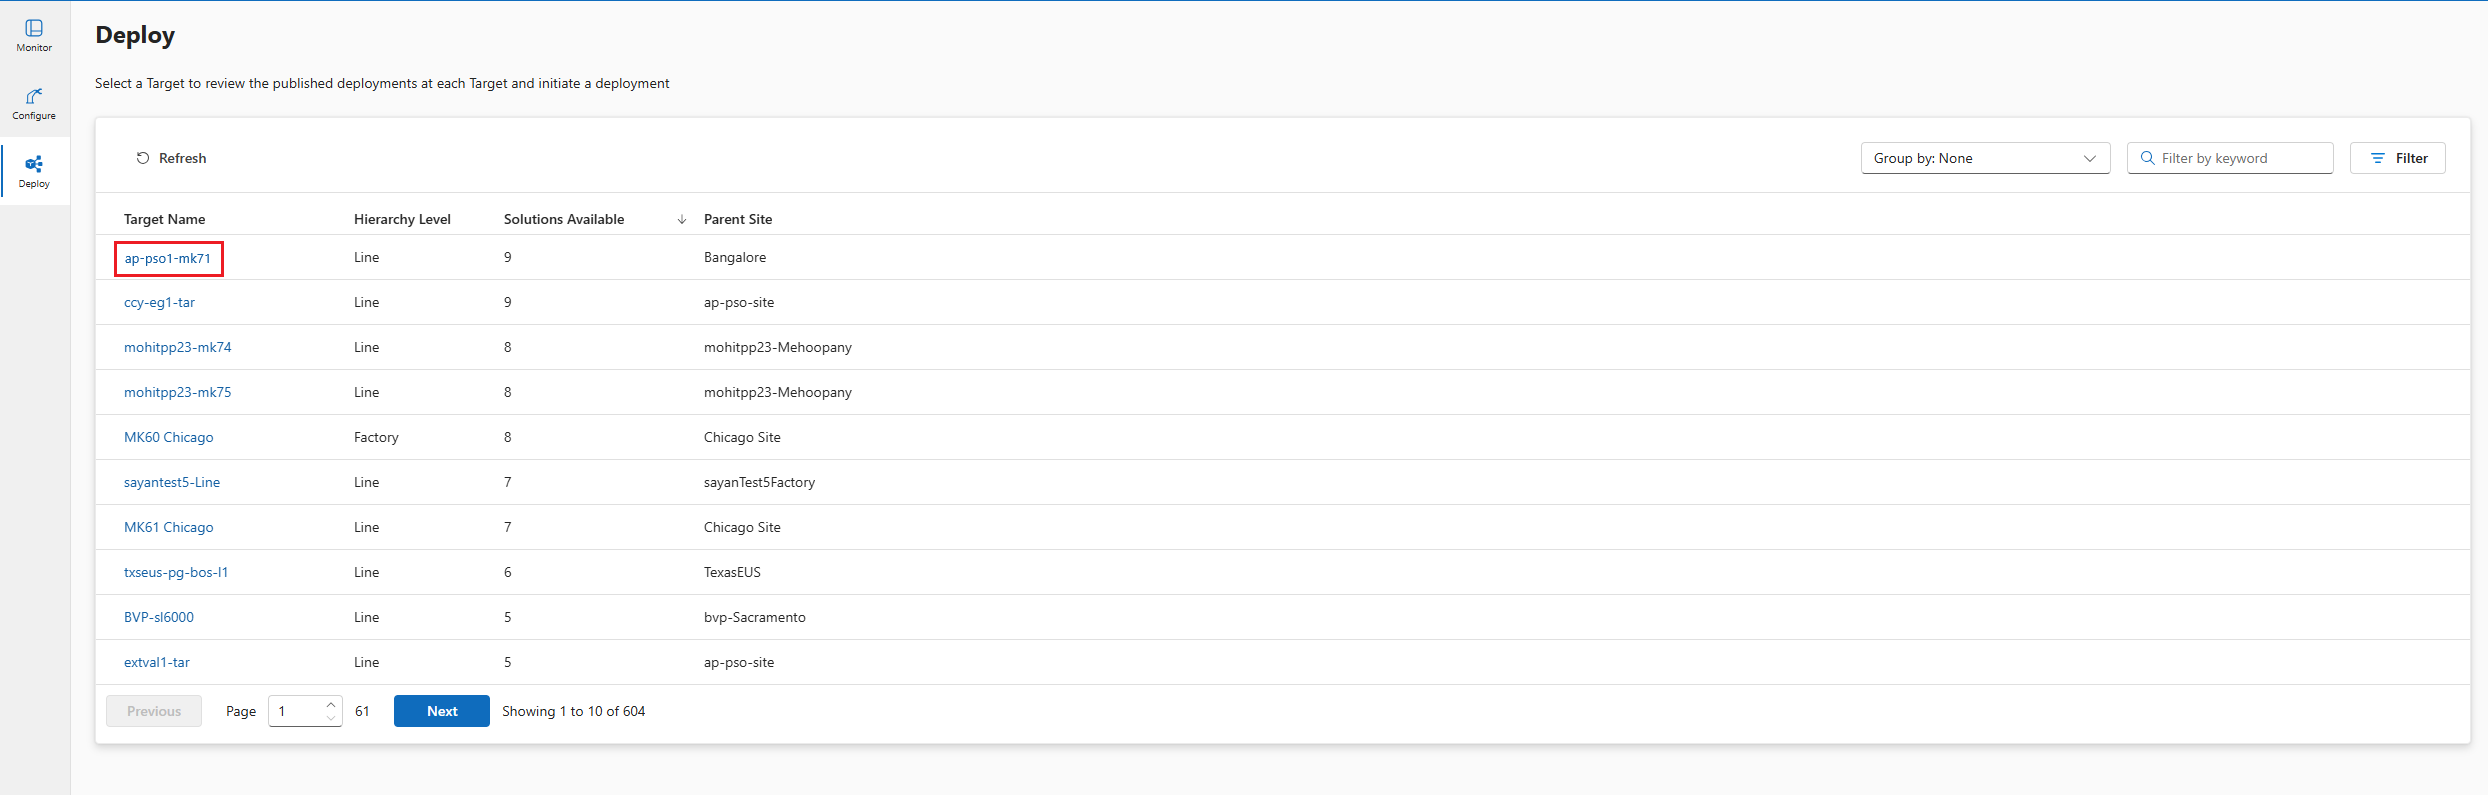 Monitor
Configure
Deploy
Deploy
Select a Target to review the published deployments at each Target and initiate a deployment
Refresh
Group by: None
Filter by keyword
Filter
Target Name Hierarchy Level Solutions Available Parent Site
ap-pso1-mk71 Line 9 Bangalore
ccy-eg1-tar Line 9 ap-pso-site
mohitpp23-mk74 Line 8 mohitpp23-Mehoopany
mohitpp23-mk75 Line 8 mohitpp23-Mehoopany
MK60 Chicago Factory 8 Chicago Site
sayantest5-Line Line 7 sayanTest5Factory
MK61 Chicago Line 7 Chicago Site
txseus-pg-bos-l1 Line 6 TexasEUS
BVP-sl6000 Line 5 bvp-Sacramento
extval1-tar Line 5 ap-pso-site
Previous Page 1 61 Next Showing 1 to 10 of 604